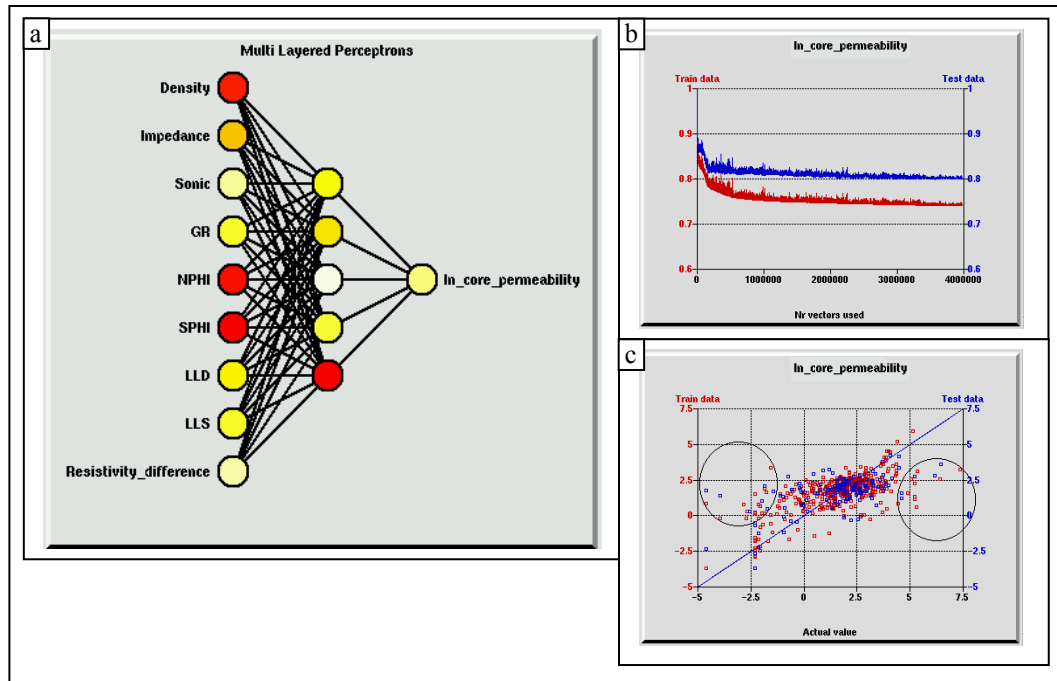 a
Multi Layered Perceptrons
Density
Impedance
Sonic
GR
NPHI
SPHI
LLD
LLS
Resistivity_difference
ln_core_permeability
b
ln_core_permeability
Train data
Test data
1
0.9
0.8
0.7
0.6
1
0.9
0.8
0.7
0.6
0
1000000
2000000
3000000
4000000
Nr vectors used
c
ln_core_permeability
Train data
Test data
7.5
5
2.5
0
-2.5
-5
7.5
5
2.5
0
-2.5
-5
-5
-2.5
0
2.5
5
7.5
Actual value